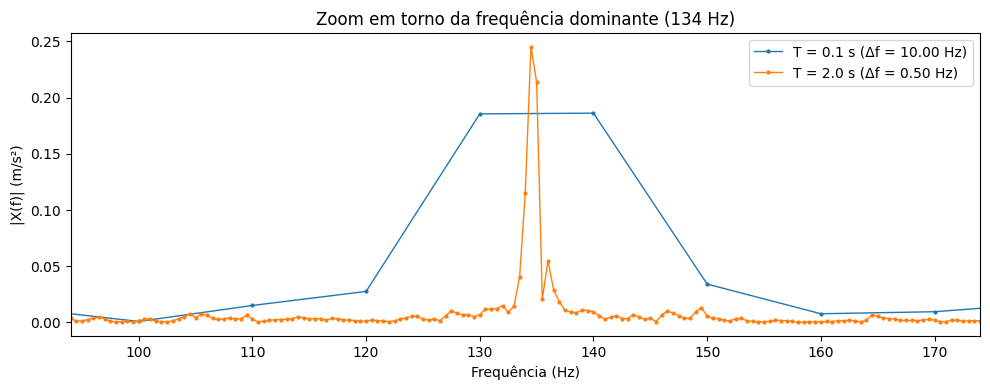 Zoom em torno da frequência dominante (134 Hz)
T = 0.1 s (Δf = 10.00 Hz)
T = 2.0 s (Δf = 0.50 Hz)
|X(f)| (m/s²)
0.25
0.20
0.15
0.10
0.05
0.00
100 110 120 130 140 150 160 170
Frequência (Hz)